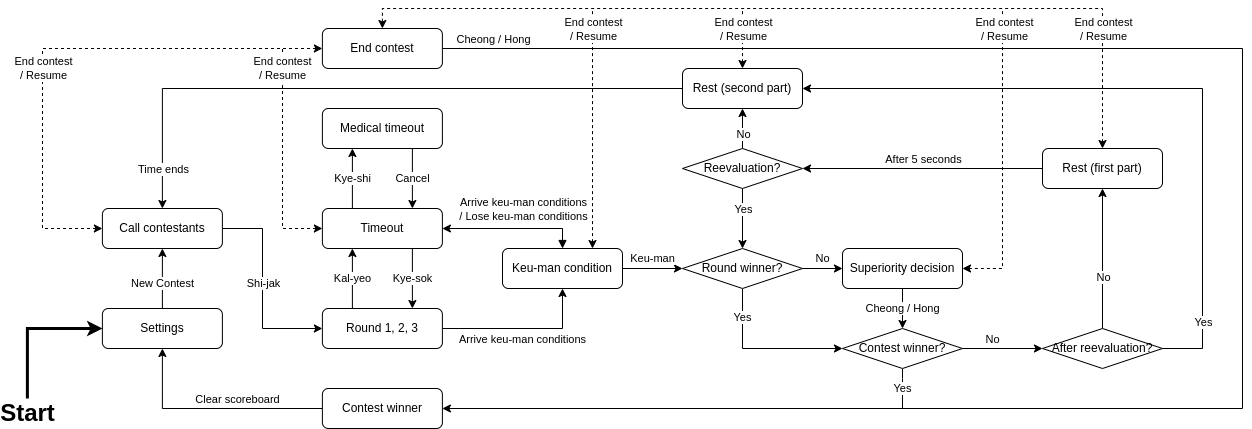 End contest
/ Resume
End contest
/ Resume
End contest
/ Resume
End contest
/ Resume
End contest
Cheong / Hong
End contest
/ Resume
End contest
/ Resume
Rest (second part)
Medical timeout
No
Time ends
Kye-shi
Cancel
Reevaluation?
After 5 seconds
Rest (first part)
Arrive keu-man conditions
/ Lose keu-man conditions
Yes
Call contestants
Timeout
Keu-man
No
Keu-man condition
Round winner?
Superiority decision
New Contest
Shi-jak
Kal-yeo
Kye-sok
No
Cheong / Hong
Yes
Yes
Settings
Round 1, 2, 3
Arrive keu-man conditions
No
Contest winner?
After reevaluation?
Yes
Clear scoreboard
Contest winner
Start